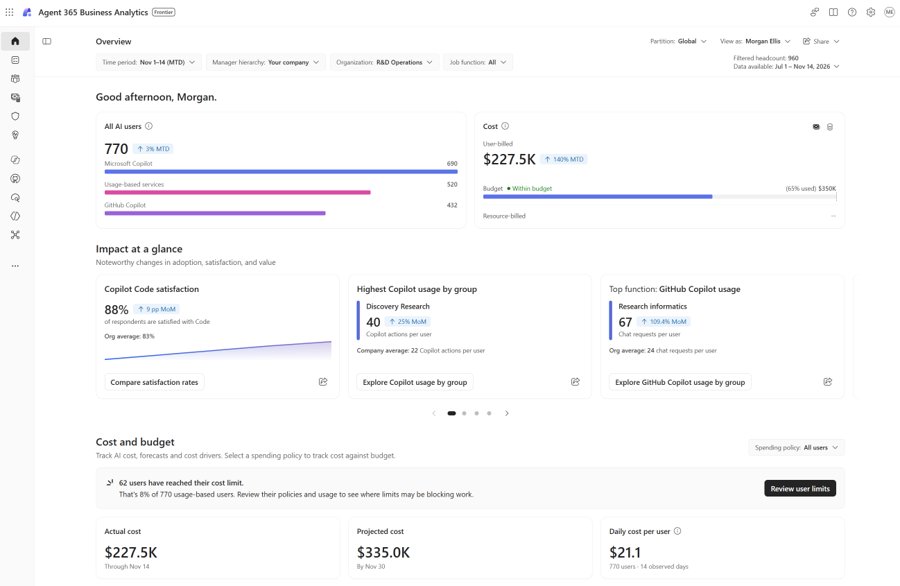 Agent 365 Business Analytics Frontier
ME
Overview
Partition: Global
View as: Morgan Ellis
Share
Time period: Nov 1–14 (MTD)
Manager hierarchy: Your company
Organization: R&D Operations
Job function: All
Filtered headcount: 960
Data available: Jul 1 – Nov 14, 2026
Good afternoon, Morgan.
All AI users
770 ↑ 3% MTD
Microsoft Copilot 690
Usage-based services 520
GitHub Copilot 432
Cost
User-billed
$227.5K ↑ 140% MTD
Budget • Within budget (65% used) $350K
Resource-billed --
Impact at a glance
Noteworthy changes in adoption, satisfaction, and value
Copilot Code satisfaction
88% ↑ 9 pp MoM
of respondents are satisfied with Code
Org average: 83%
Compare satisfaction rates
Highest Copilot usage by group
Discovery Research
40 ↑ 25% MoM
Copilot actions per user
Company average: 22 Copilot actions per user
Explore Copilot usage by group
Top function: GitHub Copilot usage
Research informatics
67 ↑ 109.4% MoM
Chat requests per user
Org average: 24 chat requests per user
Explore GitHub Copilot usage by group
Cost and budget
Track AI cost, forecasts and cost drivers. Select a spending policy to track cost against budget.
Spending policy: All users
62 users have reached their cost limit.
That's 8% of 770 usage-based users. Review their policies and usage to see where limits may be blocking work.
Review user limits
Actual cost
$227.5K
Through Nov 14
Projected cost
$335.0K
By Nov 30
Daily cost per user
$21.1
770 users · 14 observed days